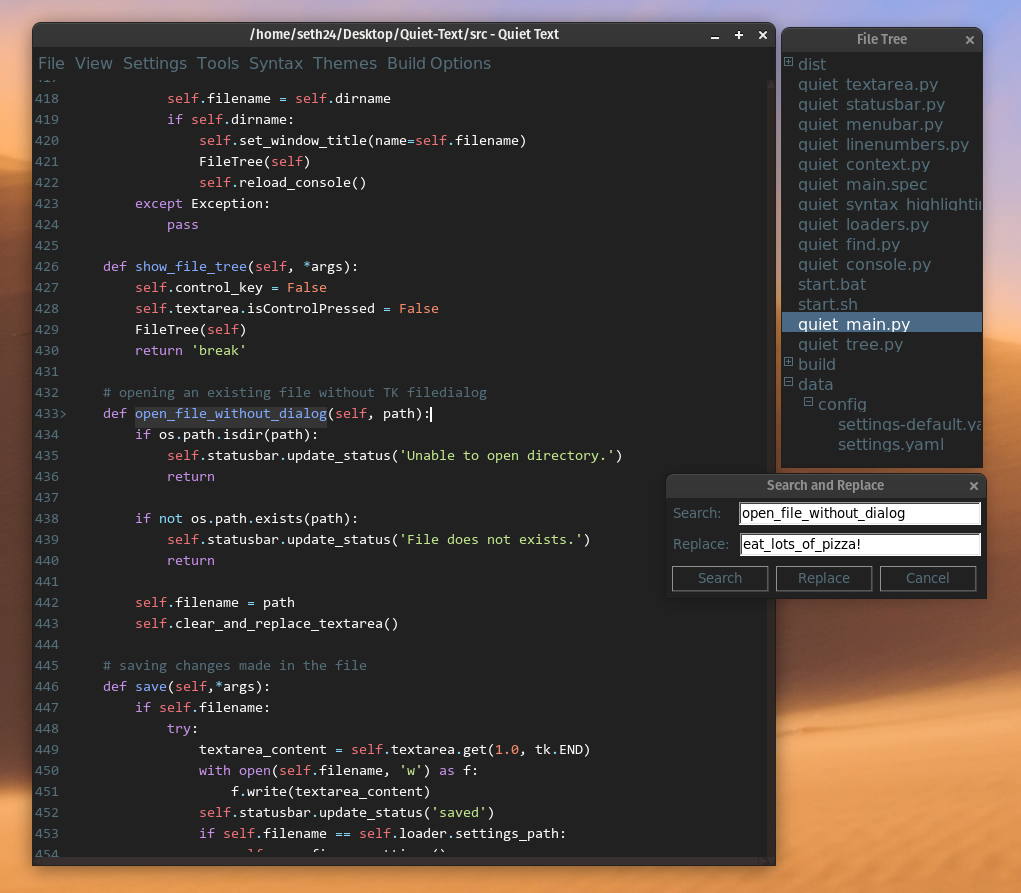 /home/seth24/Desktop/Quiet-Text/src - Quiet Text
File View Settings Tools Syntax Themes Build Options
418 self.filename = self.dirname
419 if self.dirname:
420 self.set_window_title(name=self.filename)
421 FileTree(self)
422 self.reload_console()
423 except Exception:
424 pass
425
426 def show_file_tree(self, *args):
427 self.control_key = False
428 self.textarea.isControlPressed = False
429 FileTree(self)
430 return 'break'
431
432 # opening an existing file without TK filedialog
433> def open_file_without_dialog(self, path):
434 if os.path.isdir(path):
435 self.statusbar.update_status('Unable to open directory.')
436 return
437
438 if not os.path.exists(path):
439 self.statusbar.update_status('File does not exists.')
440 return
441
442 self.filename = path
443 self.clear_and_replace_textarea()
444
445 # saving changes made in the file
446 def save(self,*args):
447 if self.filename:
448 try:
449 textarea_content = self.textarea.get(1.0, tk.END)
450 with open(self.filename, 'w') as f:
451 f.write(textarea_content)
452 self.statusbar.update_status('saved')
453 if self.filename == self.loader.settings_path:
454
File Tree
dist
quiet_textarea.py
quiet_statusbar.py
quiet_menubar.py
quiet_linenumbers.py
quiet_context.py
quiet_main.spec
quiet_syntax_highlightin
quiet_loaders.py
quiet_find.py
quiet_console.py
start.bat
start.sh
quiet_main.py
quiet_tree.py
build
data
config
settings-default.ya
settings.yaml
Search and Replace
Search: open_file_without_dialog
Replace: eat_lots_of_pizza!
Search Replace Cancel